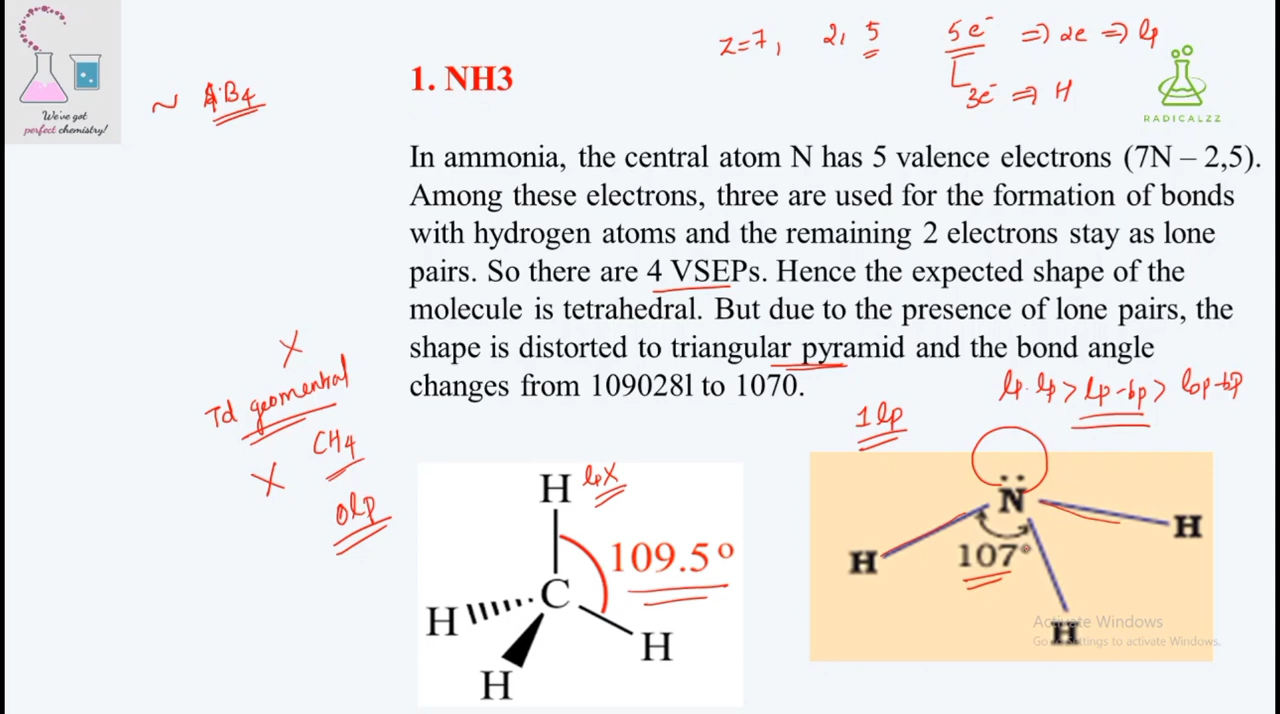 We've got
perfect chemistry!
z=7, 2, 5 5e⁻ ⇒ 2e ⇒ lp
3e⁻ ⇒ H
RADICALZZ
1. NH3
~ AB4
In ammonia, the central atom N has 5 valence electrons (7N – 2,5).
Among these electrons, three are used for the formation of bonds
with hydrogen atoms and the remaining 2 electrons stay as lone
pairs. So there are 4 VSEPs. Hence the expected shape of the
molecule is tetrahedral. But due to the presence of lone pairs, the
shape is distorted to triangular pyramid and the bond angle
changes from 109028l to 1070.
X
Td
CH4
X
0lp
lp-lp > lp-bp >
1 lp
H lpX
109.5º
C
H
H
H
N
107°
H
H
H
Activate Windows
Go to Settings to activate Windows.